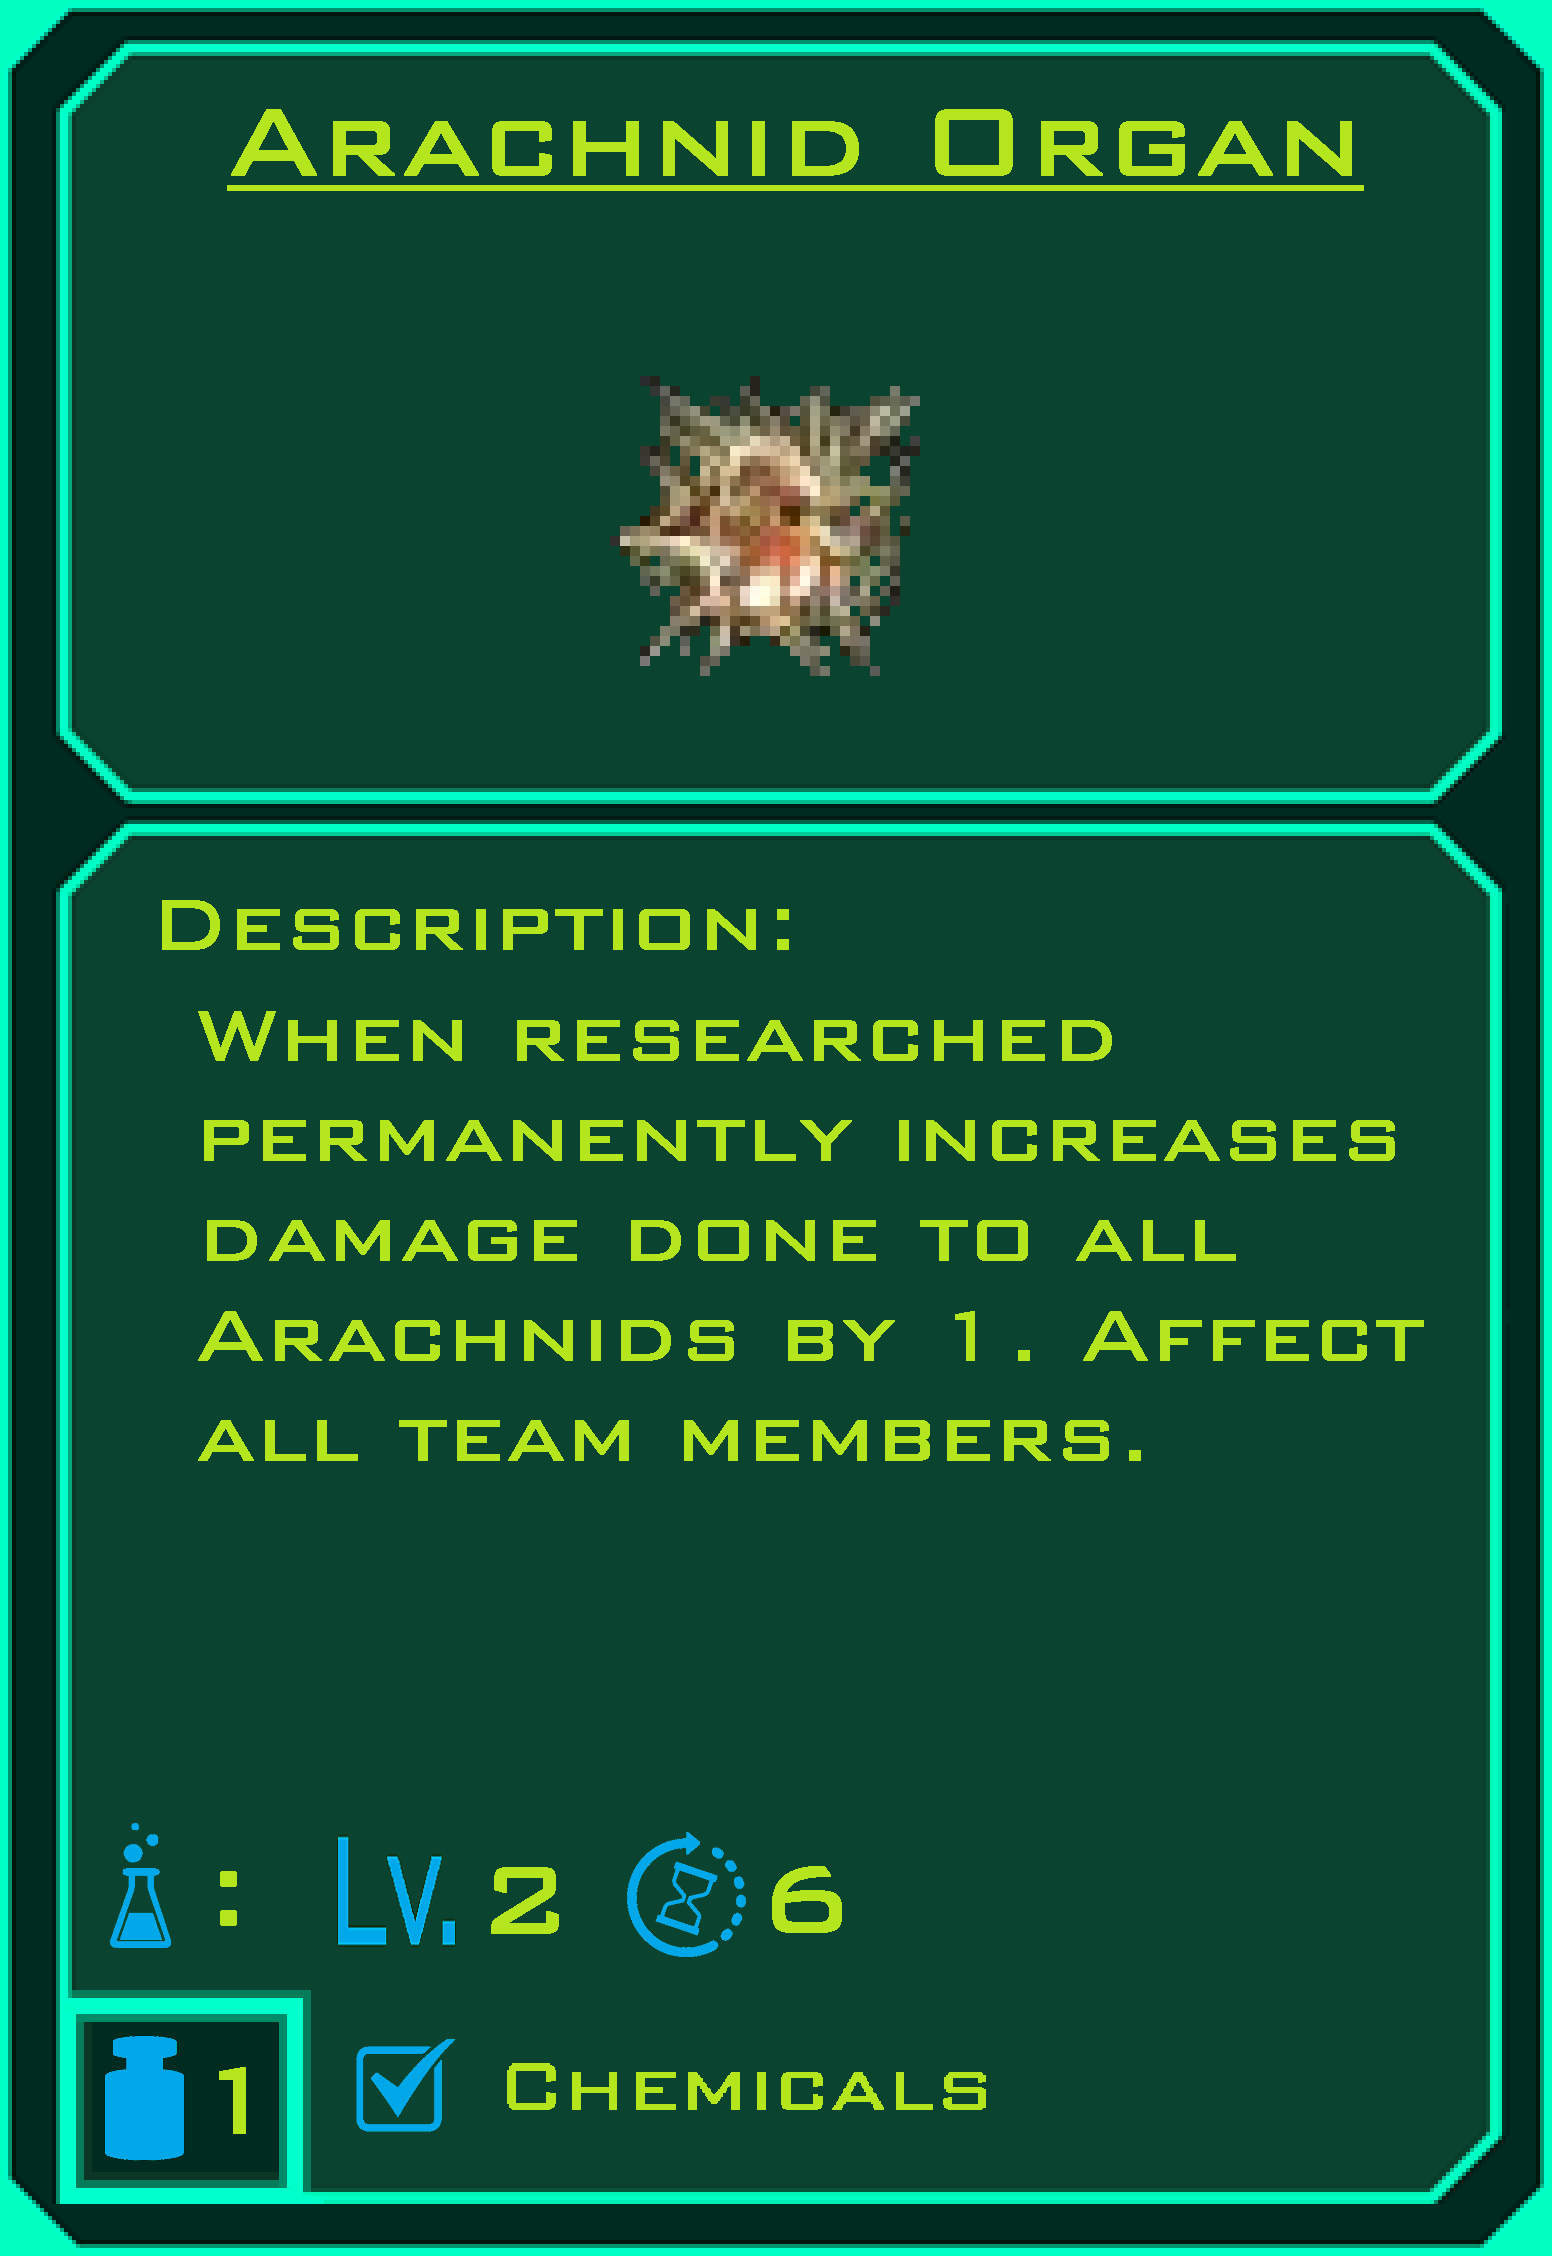 Arachnid Organ
Description:
When researched
permanently increases
damage done to all
Arachnids by 1. Affect
all team members.
: Lv. 2 6
1 Chemicals